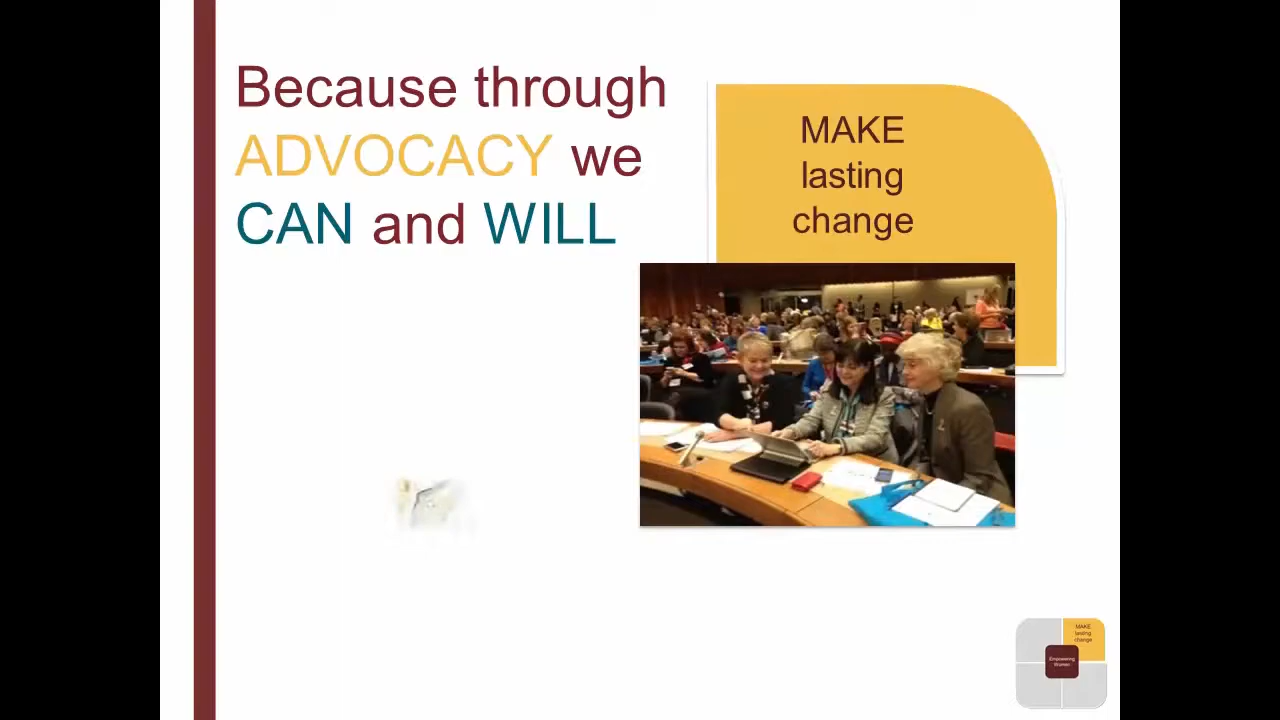 Because through
ADVOCACY we
CAN and WILL
MAKE
lasting
change
MAKE
lasting
change
Empowering
Women